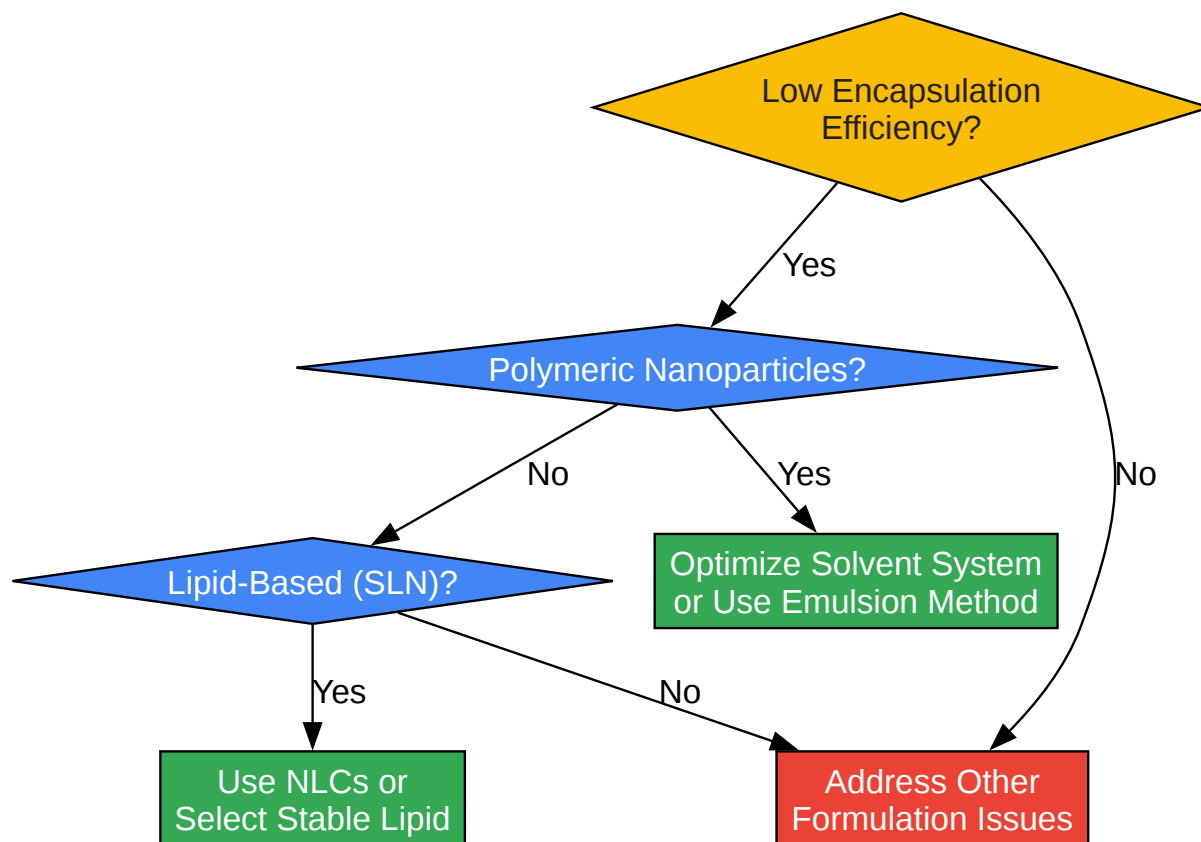 Low Encapsulation
Efficiency?
Yes
Polymeric Nanoparticles?
No
Yes
No
Optimize Solvent System
or Use Emulsion Method
Lipid-Based (SLN)?
Yes
No
Use NLCs or
Select Stable Lipid
Address Other
Formulation Issues